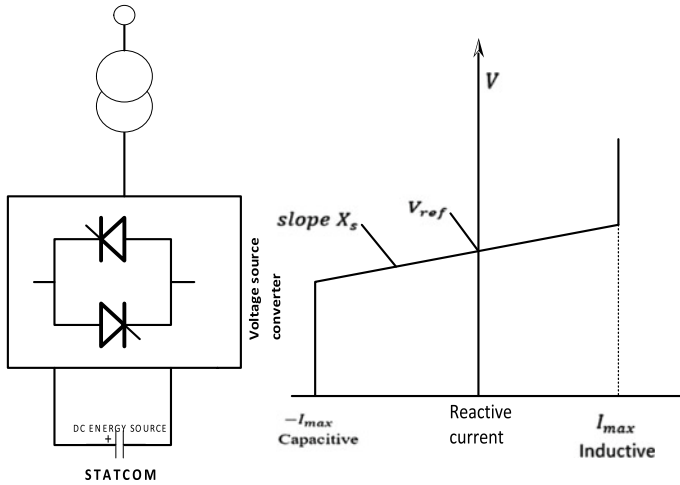 Voltage source
converter
DC ENERGY SOURCE
+
STATCOM
V
V_ref
slope X_s
−I_max
Capacitive
Reactive
current
I_max
Inductive